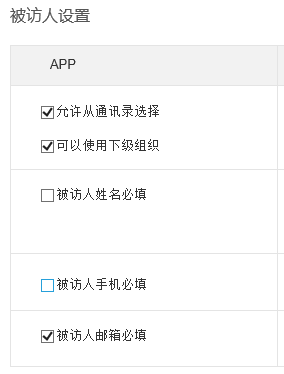 被访人设置
APP
允许从通讯录选择
可以使用下级组织
被访人姓名必填
被访人手机必填
被访人邮箱必填